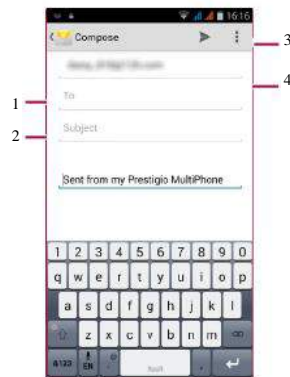 16:16
Compose
3
4
To
1
Subject
2
Sent from my Prestigio MultiPhone
1 2 3 4 5 6 7 8 9 0
q w e r t y u i o p
a s d f g h j k l
z x c v b n m
&123 EN .